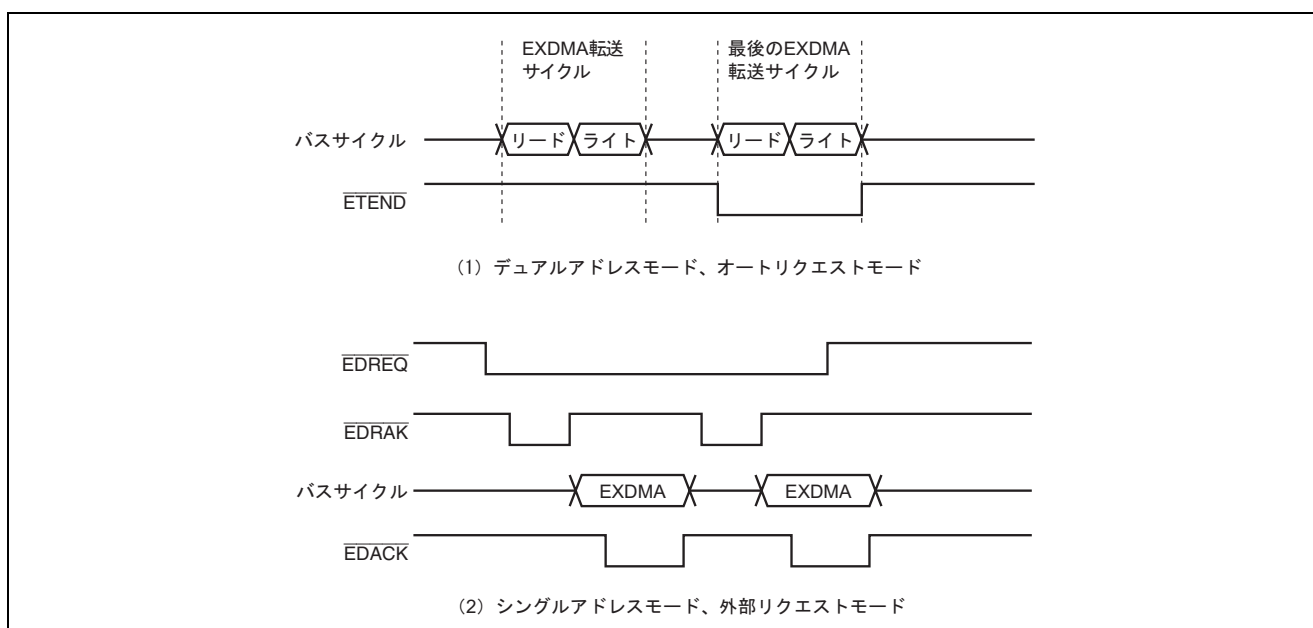 EXDMA転送
サイクル
最後のEXDMA
転送サイクル
バスサイクル
リード
ライト
リード
ライト
ETEND
(1) デュアルアドレスモード、オートリクエストモード
EDREQ
EDRAK
バスサイクル
EXDMA
EXDMA
EDACK
(2) シングルアドレスモード、外部リクエストモード